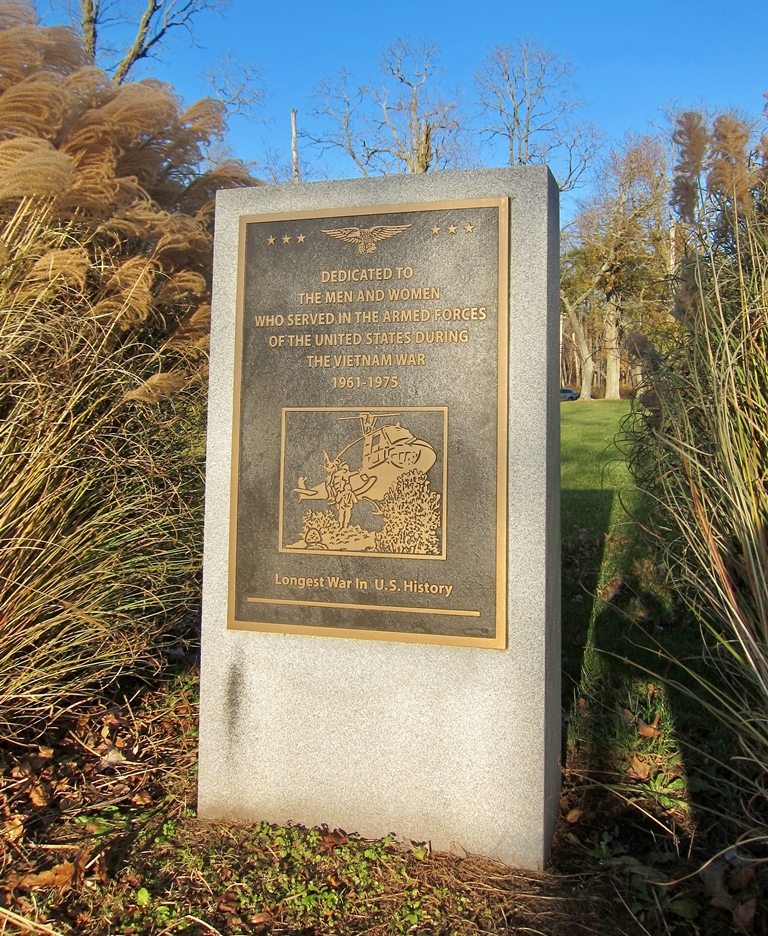 DEDICATED TO
THE MEN AND WOMEN
WHO SERVED IN THE ARMED FORCES
OF THE UNITED STATES DURING
THE VIETNAM WAR
1961-1975
Longest War In U.S. History